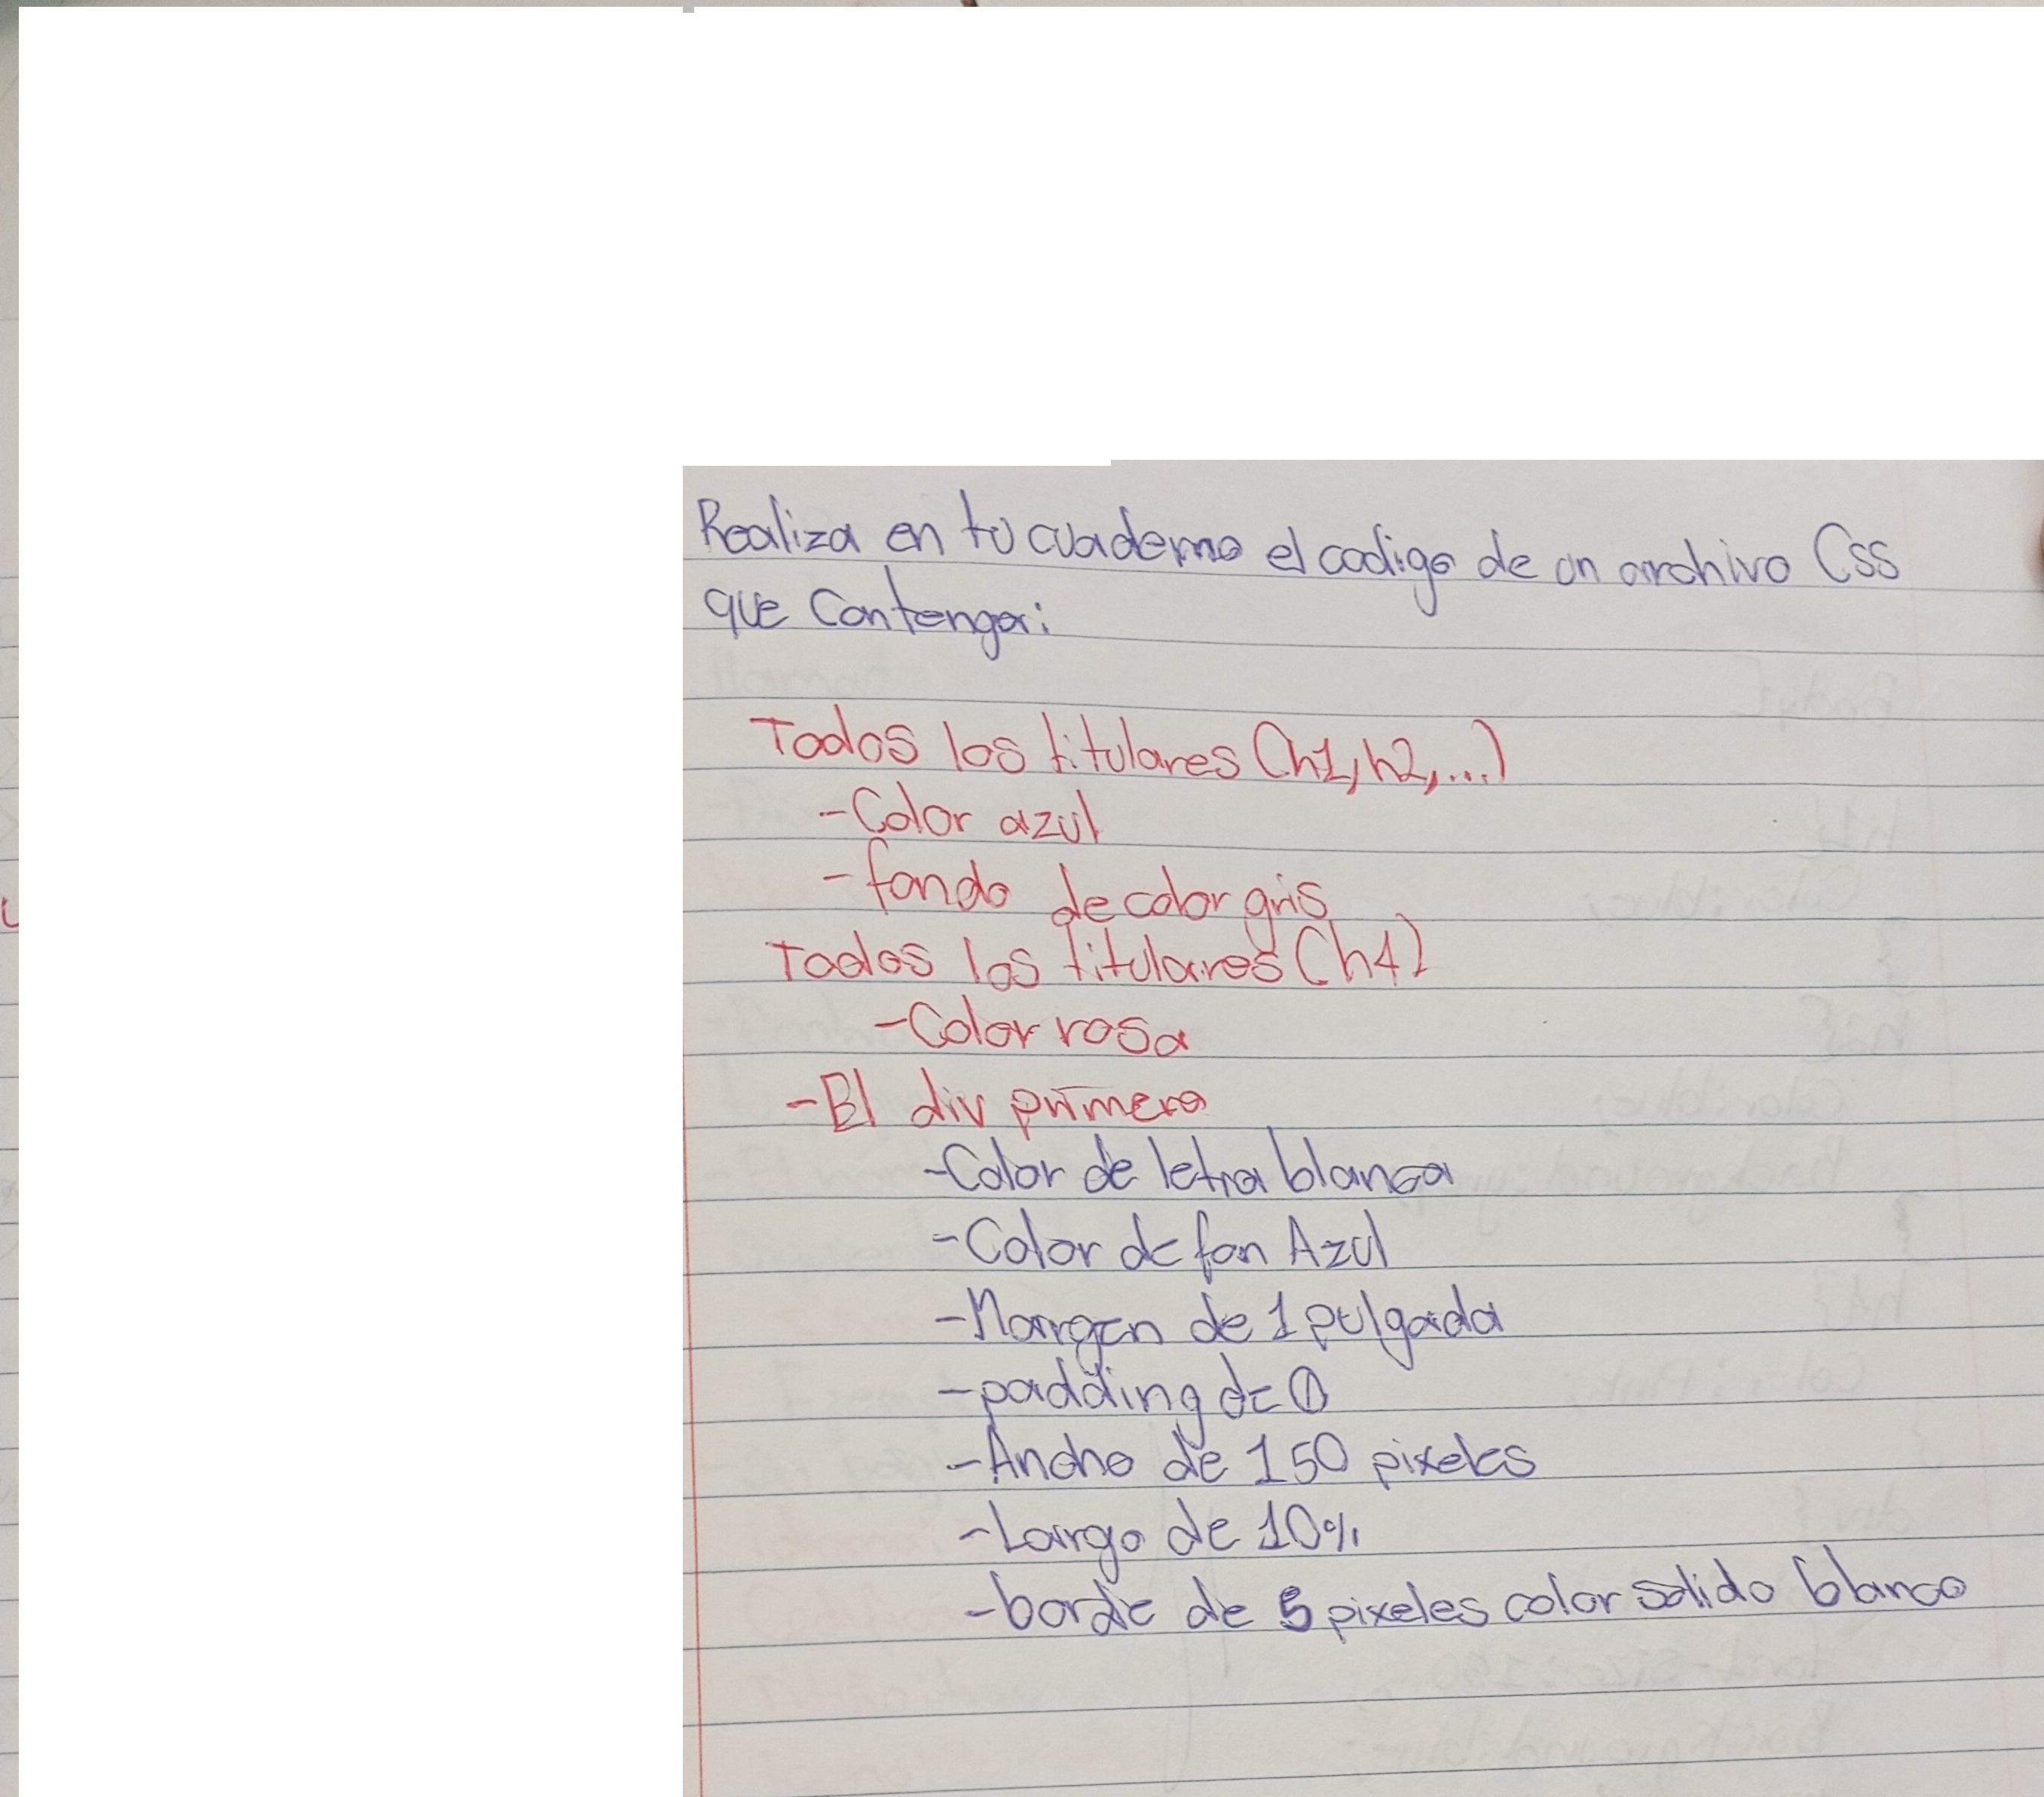 Realiza en tu cuaderno el codigo de un archivo Css
que Contenga:
Todos los titulares (h1, h2, ...)
-Color azul
-fondo de color gris
Todos los titulares (h4)
-Color rosa
-El div primero
-Color de letra blanca
-Color de fon Azul
-Margen de 1 pulgada
-padding de 0
-Ancho de 150 pixeles
-Largo de 10%
-borde de 5 pixeles color solido blanco